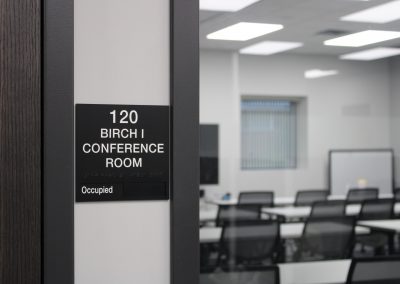 120
BIRCH I
CONFERENCE
ROOM
Occupied